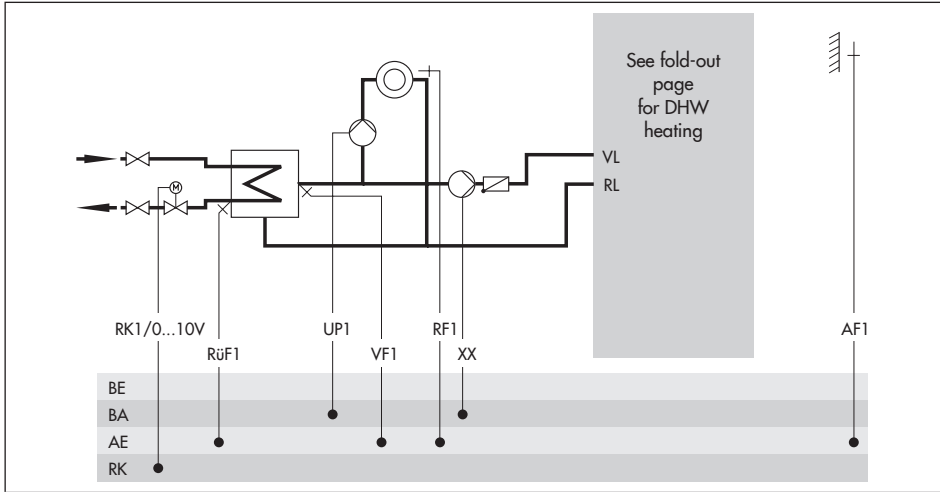 See fold-out
page
for DHW
heating
VL
RL
M
RK1/0...10V
UP1
RF1
AF1
RüF1
VF1
XX
BE
BA
AE
RK